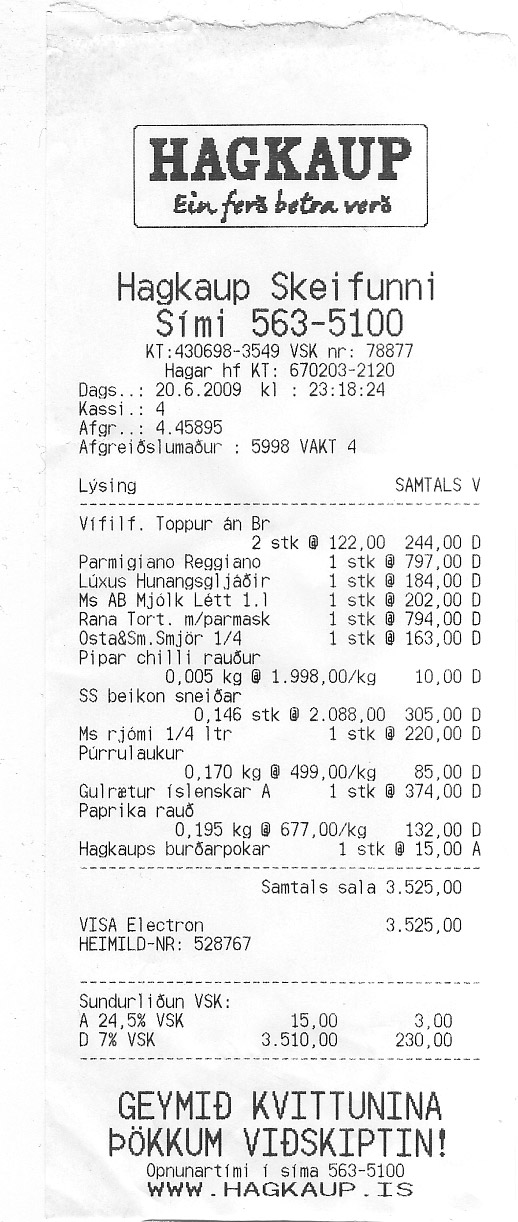 HAGKAUP
Ein ferð betra verð
Hagkaup Skeifunni
Sími 563-5100
KT:430698-3549 VSK nr: 78877
Hagar hf KT: 670203-2120
Dags..: 20.6.2009 kl : 23:18:24
Kassi.: 4
Afgr..: 4.45895
Afgreiðslumaður : 5998 VAKT 4
Lýsing SAMTALS V
Vífilf. Toppur án Br
2 stk @ 122,00 244,00 D
Parmigiano Reggiano 1 stk @ 797,00 D
Lúxus Hunangsgljáðir 1 stk @ 184,00 D
Ms AB Mjólk Létt 1.l 1 stk @ 202,00 D
Rana Tort. m/parmask 1 stk @ 794,00 D
Osta&Sm.Smjör 1/4 1 stk @ 163,00 D
Pipar chilli rauður
0,005 kg @ 1.998,00/kg 10,00 D
SS beikon sneiðar
0,146 stk @ 2.088,00 305,00 D
Ms rjómi 1/4 ltr 1 stk @ 220,00 D
Púrrulaukur
0,170 kg @ 499,00/kg 85,00 D
Gulrætur íslenskar A 1 stk @ 374,00 D
Paprika rauð
0,195 kg @ 677,00/kg 132,00 D
Hagkaups burðarpokar 1 stk @ 15,00 A
Samtals sala 3.525,00
VISA Electron 3.525,00
HEIMILD-NR: 528767
Sundurliðun VSK:
A 24,5% VSK 15,00 3,00
D 7% VSK 3.510,00 230,00
GEYMIÐ KVITTUNINA
ÞÖKKUM VIÐSKIPTIN!
Opnunartími í síma 563-5100
WWW.HAGKAUP.IS